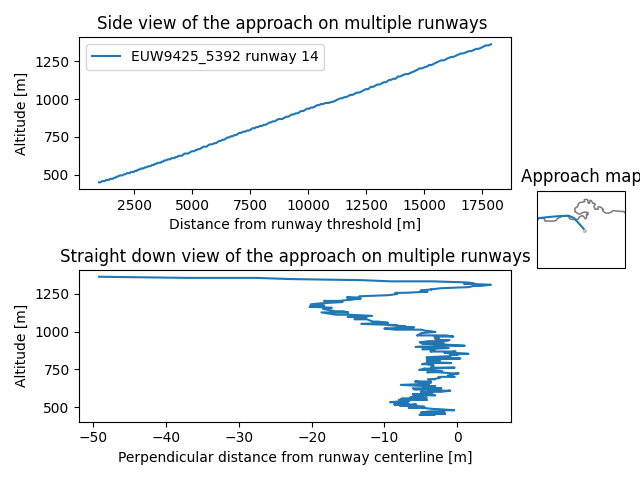 Side view of the approach on multiple runways
EUW9425_5392 runway 14
Altitude [m]
1250
1000
750
500
2500
5000
7500
10000
12500
15000
17500
Distance from runway threshold [m]
Approach map
Straight down view of the approach on multiple runways
Altitude [m]
1250
1000
750
500
−50
−40
−30
−20
−10
0
Perpendicular distance from runway centerline [m]